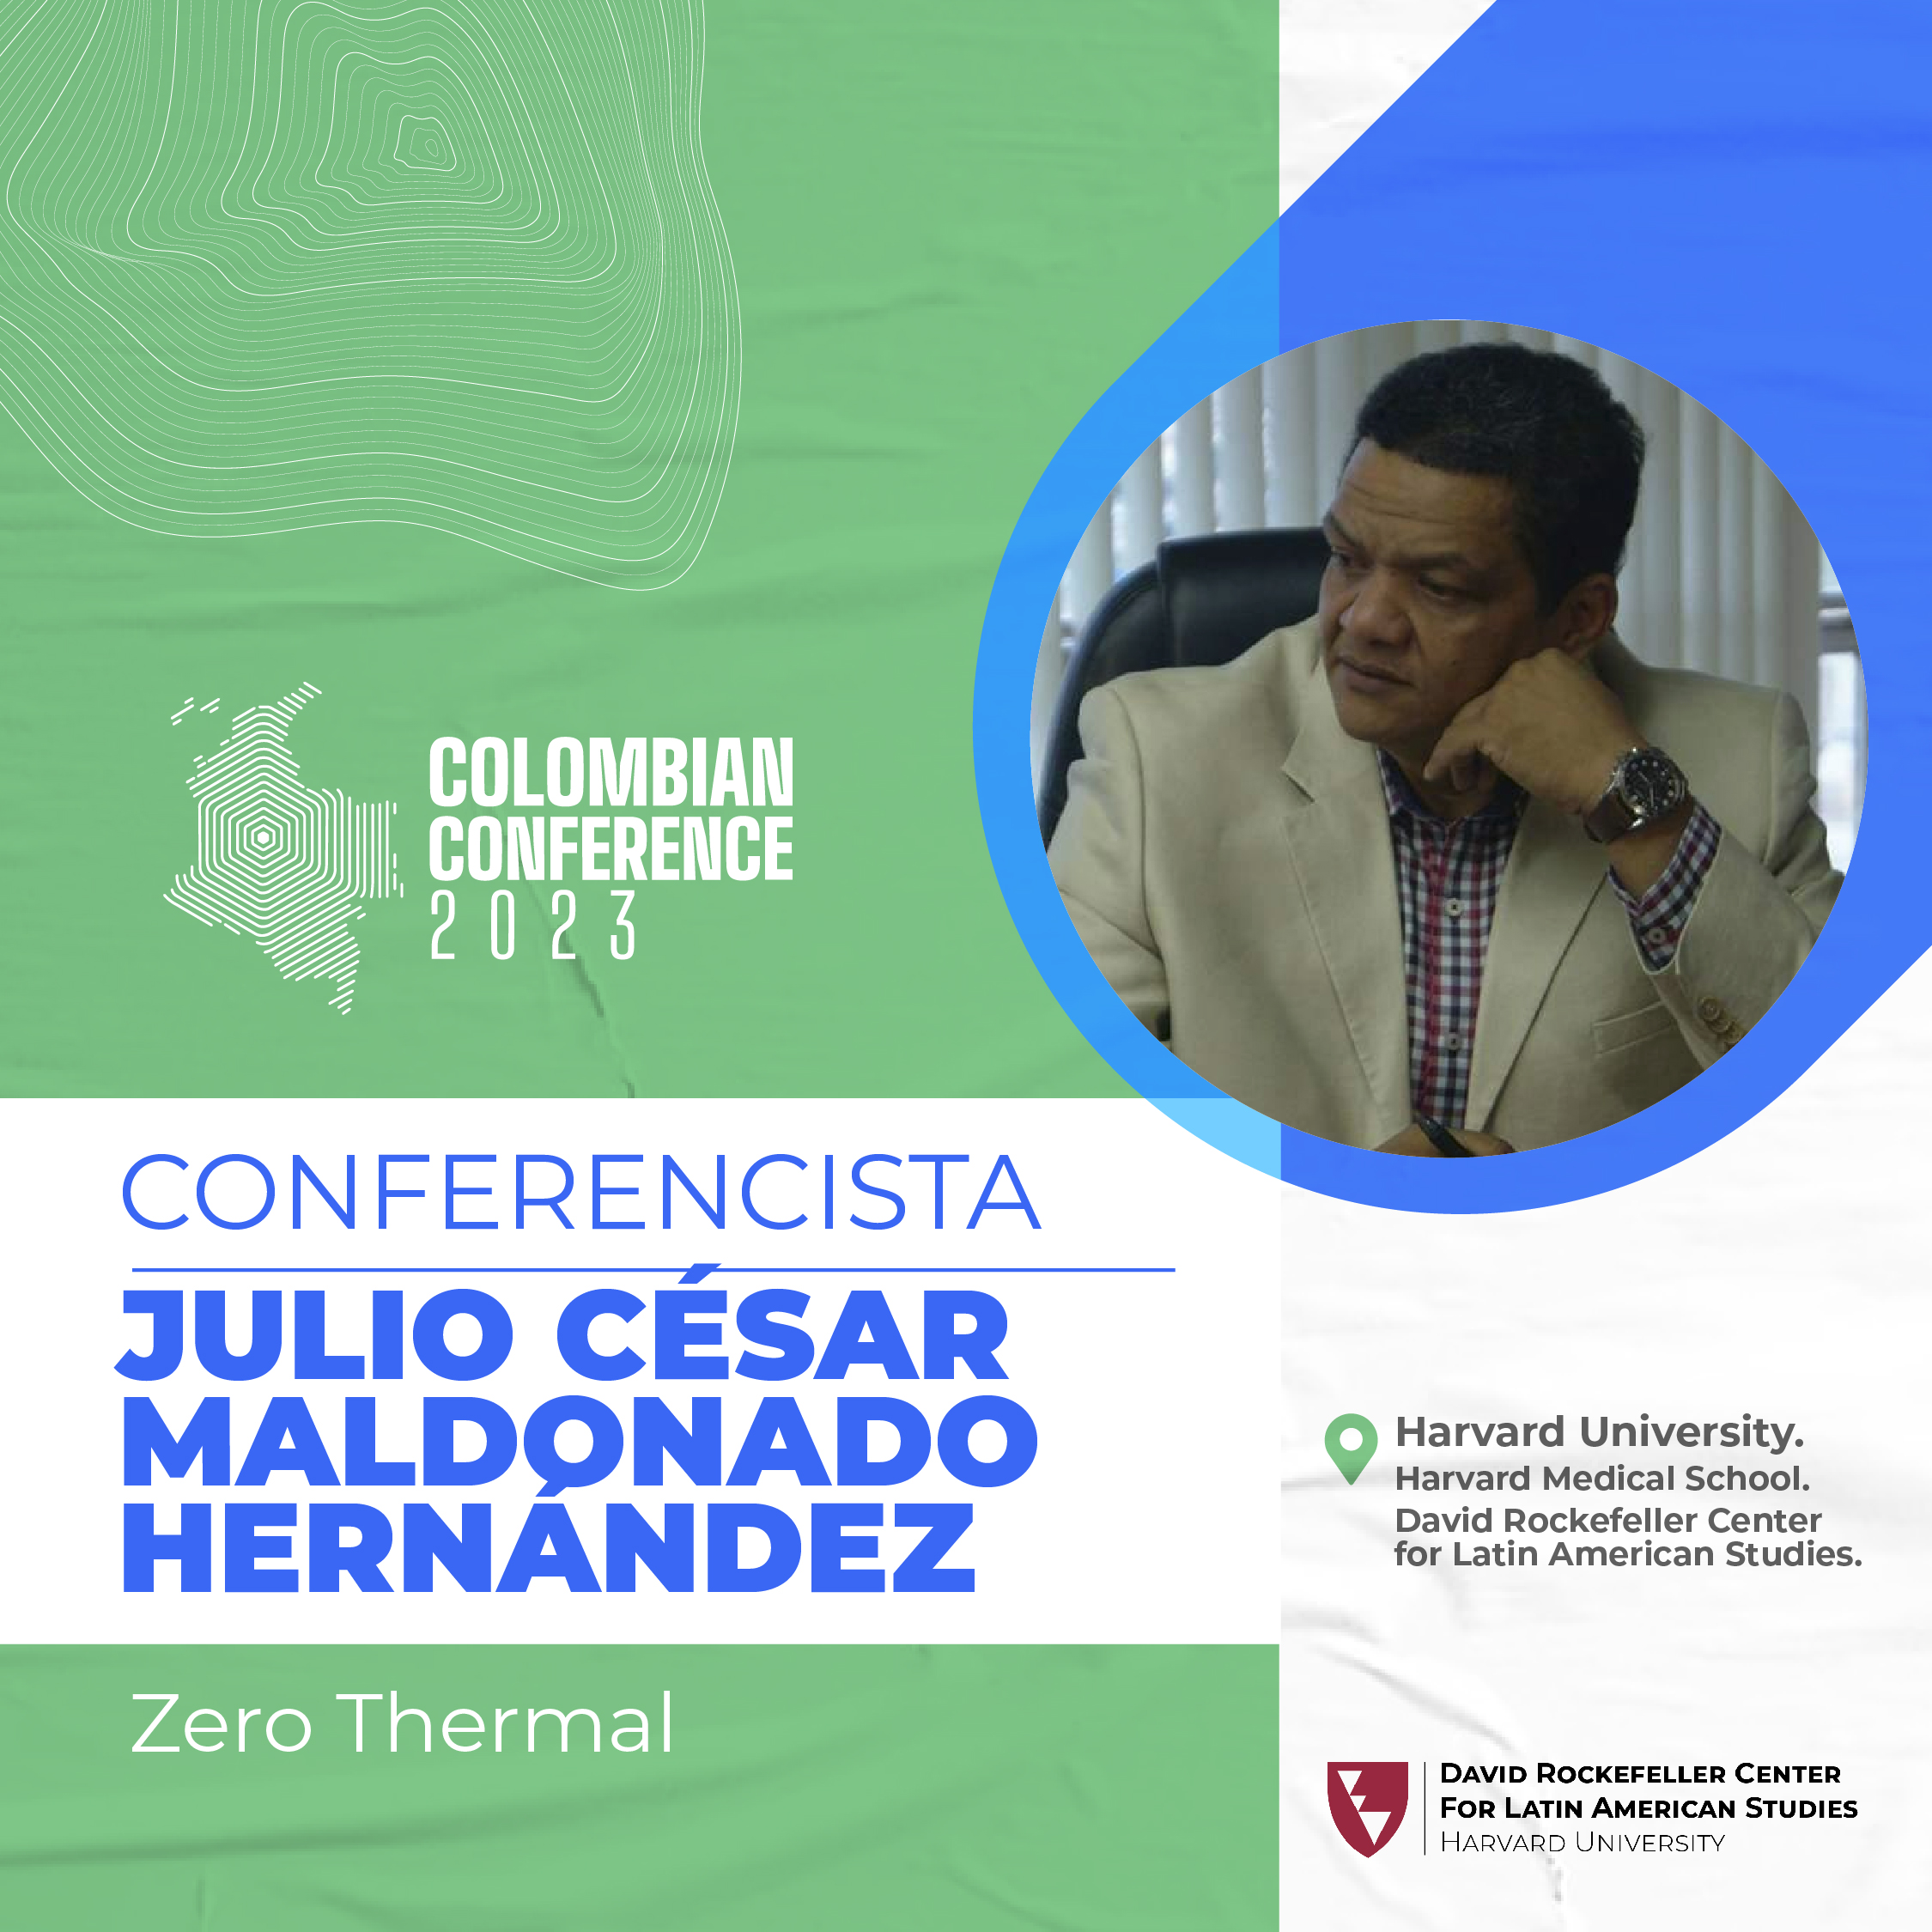 COLOMBIAN
CONFERENCE
2023
CONFERENCISTA
JULIO CÉSAR
MALDONADO
HERNÁNDEZ
Zero Thermal
Harvard University.
Harvard Medical School.
David Rockefeller Center
for Latin American Studies.
DAVID ROCKEFELLER CENTER
FOR LATIN AMERICAN STUDIES
HARVARD UNIVERSITY